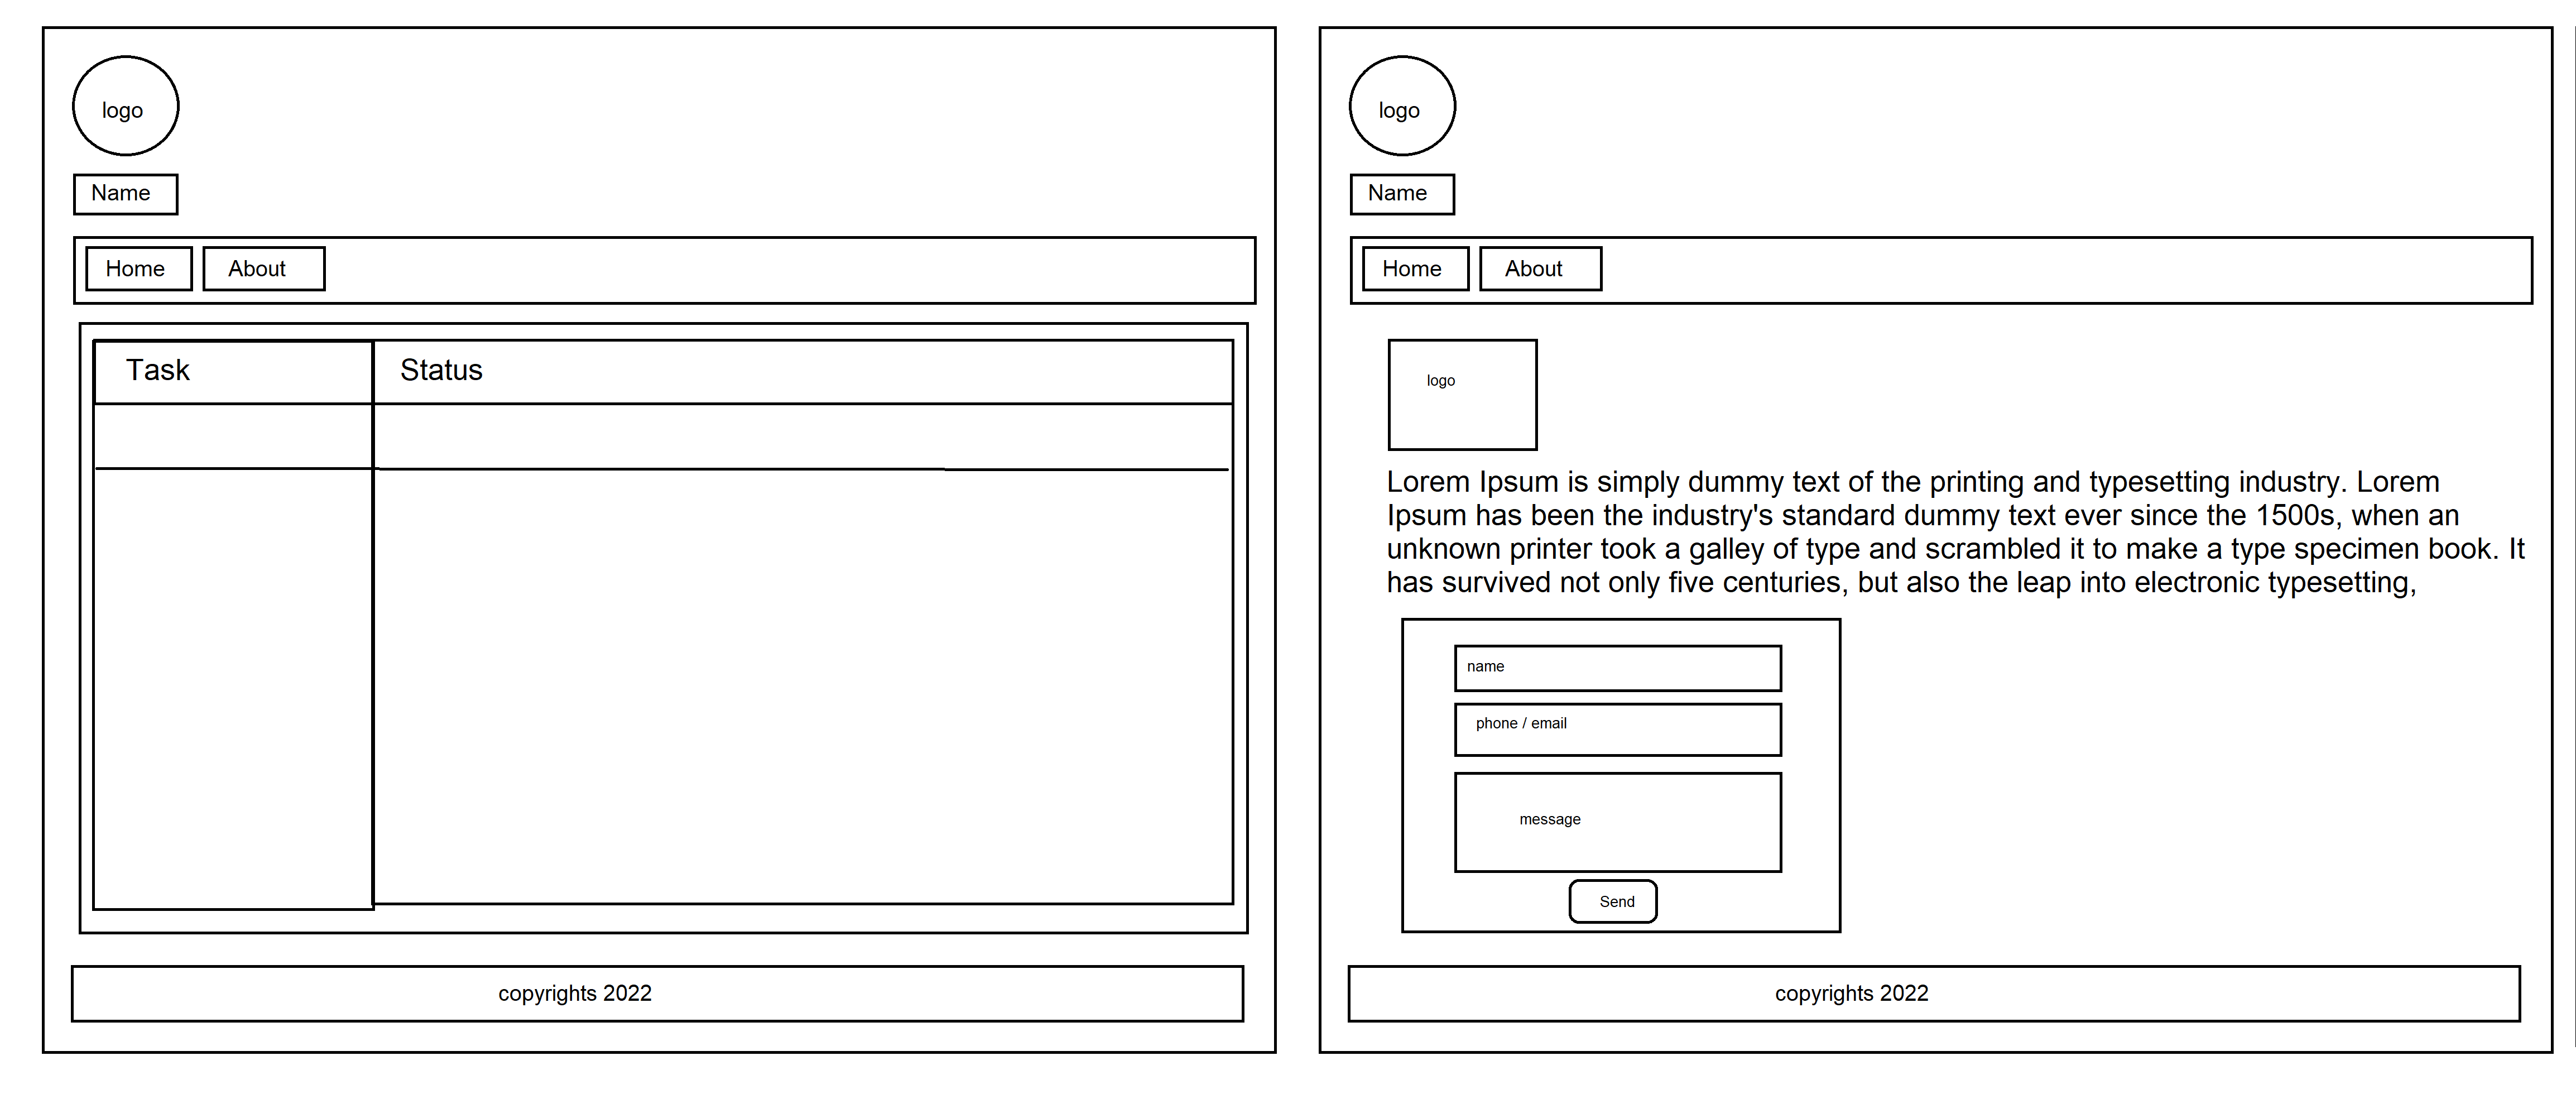 logo
Name
Home About
Task Status
copyrights 2022
logo
Name
Home About
logo
Lorem Ipsum is simply dummy text of the printing and typesetting industry. Lorem
Ipsum has been the industry's standard dummy text ever since the 1500s, when an
unknown printer took a galley of type and scrambled it to make a type specimen book. It
has survived not only five centuries, but also the leap into electronic typesetting,
name
phone / email
message
Send
copyrights 2022